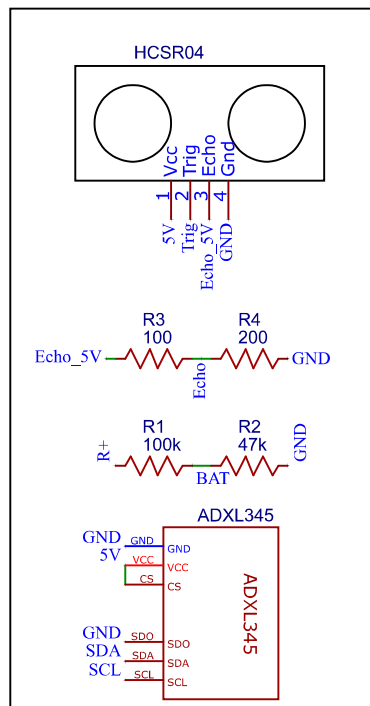 HCSR04
Vcc Trig Echo Gnd
1 2 3 4
5V Trig Echo_5V GND
R3 R4
100 200
Echo_5V GND
Echo
R1 R2
100k 47k
R+ GND
BAT
ADXL345
GND GND GND
5V VCC VCC
CS CS
ADXL345
GND SDO SDO
SDA SDA SDA
SCL SCL SCL